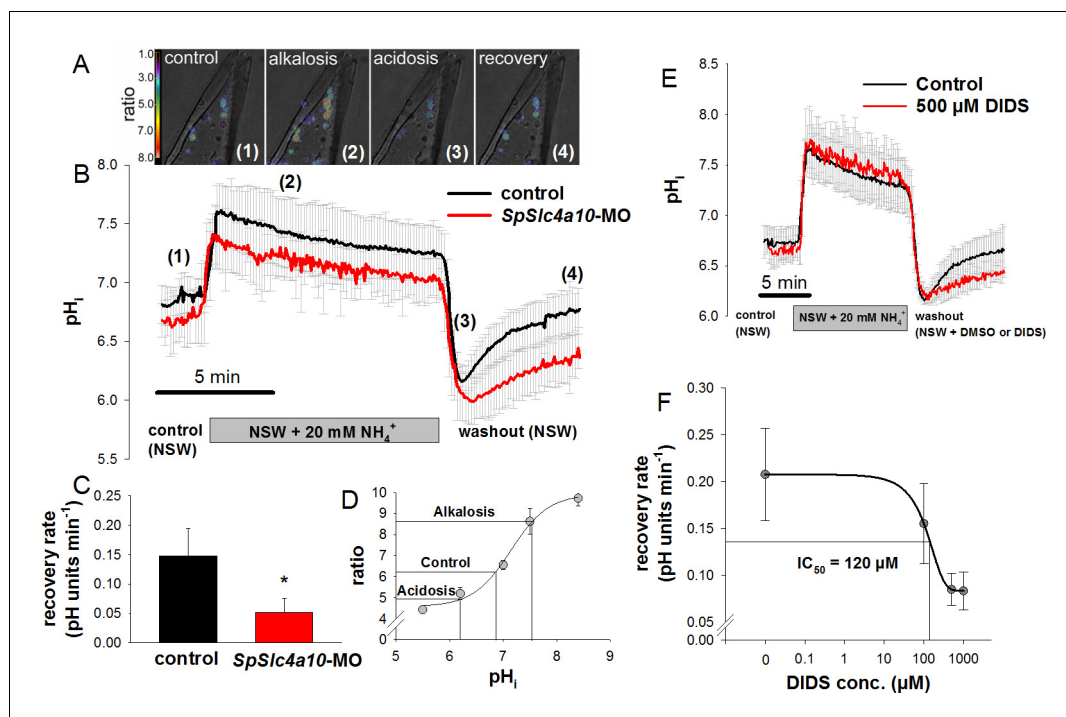 A
control
alkalosis
acidosis
recovery
1.0
3.0
5.0
7.0
8.0
ratio
(1)
(2)
(3)
(4)
B
8.0
7.5
7.0
6.5
6.0
5.5
pHi
(1)
(2)
(3)
(4)
control
SpSlc4a10-MO
5 min
control
(NSW)
NSW + 20 mM NH4+
washout (NSW)
C
0.25
0.20
0.15
0.10
0.05
0.00
recovery rate
(pH units min-1)
*
control
SpSlc4a10-MO
D
10
9
8
7
6
5
4
0
ratio
Alkalosis
Control
Acidosis
5
6
7
8
9
pHi
E
8.5
8.0
7.5
7.0
6.5
6.0
pHi
Control
500 µM DIDS
5 min
control
(NSW)
NSW + 20 mM NH4+
washout
(NSW + DMSO or DIDS)
F
0.30
0.25
0.20
0.15
0.10
0.05
0.00
recovery rate
(pH units min-1)
IC50 = 120 µM
0
0.1
1
10
100
1000
DIDS conc. (µM)